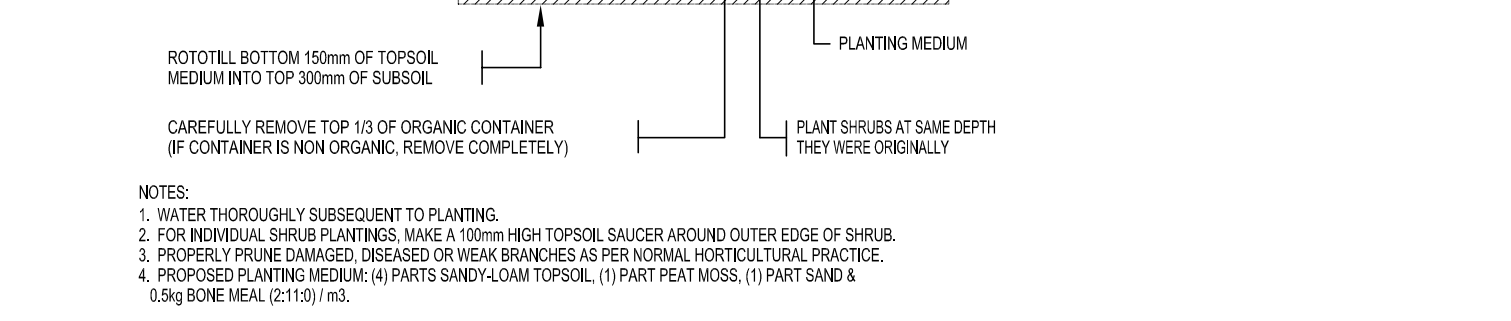 PLANTING MEDIUM
ROTOTILL BOTTOM 150mm OF TOPSOIL
MEDIUM INTO TOP 300mm OF SUBSOIL
CAREFULLY REMOVE TOP 1/3 OF ORGANIC CONTAINER
(IF CONTAINER IS NON ORGANIC, REMOVE COMPLETELY)
PLANT SHRUBS AT SAME DEPTH
THEY WERE ORIGINALLY
NOTES:
1. WATER THOROUGHLY SUBSEQUENT TO PLANTING.
2. FOR INDIVIDUAL SHRUB PLANTINGS, MAKE A 100mm HIGH TOPSOIL SAUCER AROUND OUTER EDGE OF SHRUB.
3. PROPERLY PRUNE DAMAGED, DISEASED OR WEAK BRANCHES AS PER NORMAL HORTICULTURAL PRACTICE.
4. PROPOSED PLANTING MEDIUM: (4) PARTS SANDY-LOAM TOPSOIL, (1) PART PEAT MOSS, (1) PART SAND &
0.5kg BONE MEAL (2:11:0) / m3.